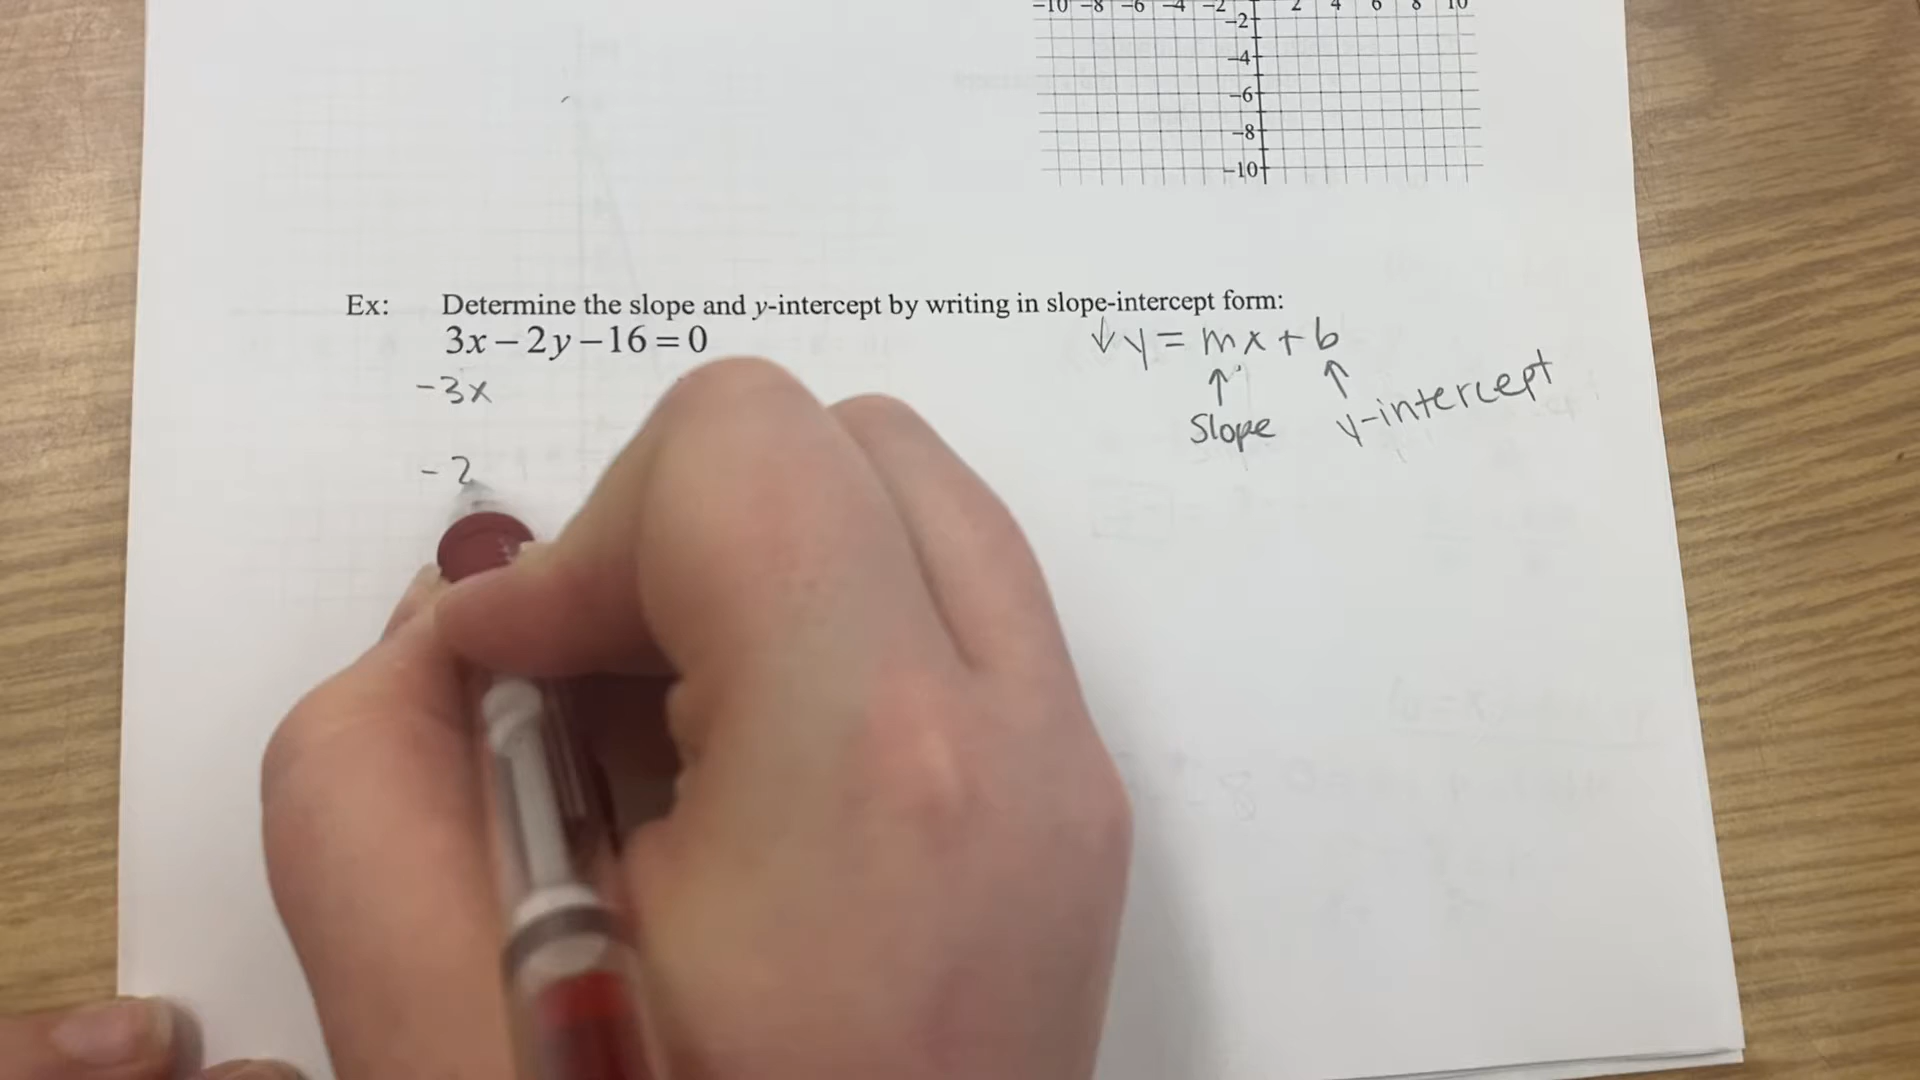 -10 -8 -6 -4 -2 2 4 6 8 10
-2
-4
-6
-8
-10
Ex: Determine the slope and y-intercept by writing in slope-intercept form:
3x – 2y – 16 = 0
↓ y = mx + b
-3x
↑ ↑
Slope y-intercept
- 2